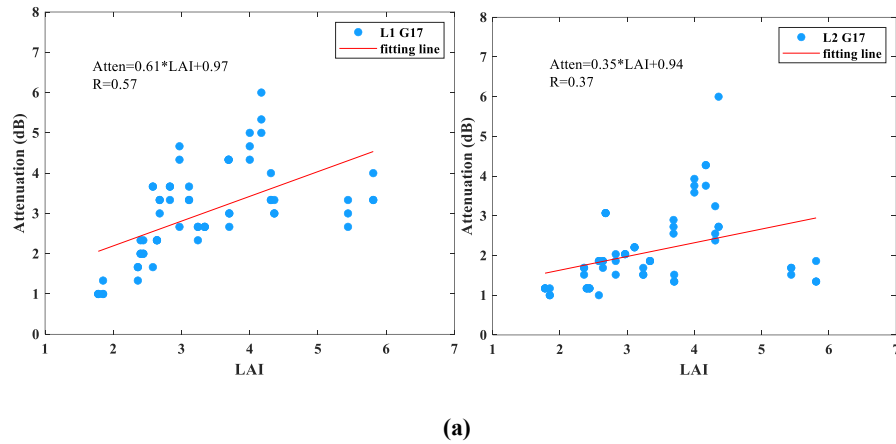 8
7
6
5
4
3
2
1
0
Attenuation (dB)
L1 G17
fitting line
Atten=0.61*LAI+0.97
R=0.57
1 2 3 4 5 6 7
LAI
8
7
6
5
4
3
2
1
0
Attenuation (dB)
L2 G17
fitting line
Atten=0.35*LAI+0.94
R=0.37
1 2 3 4 5 6 7
LAI
(a)